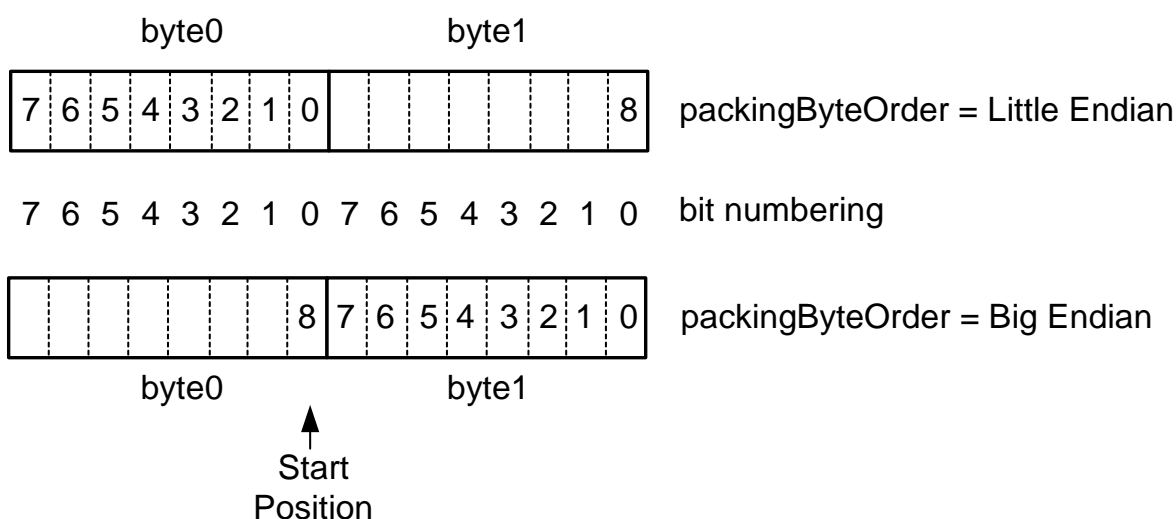 byte0 byte1
7 6 5 4 3 2 1 0 8 packingByteOrder = Little Endian
7 6 5 4 3 2 1 0 7 6 5 4 3 2 1 0 bit numbering
8 7 6 5 4 3 2 1 0 packingByteOrder = Big Endian
byte0 byte1
Start
Position